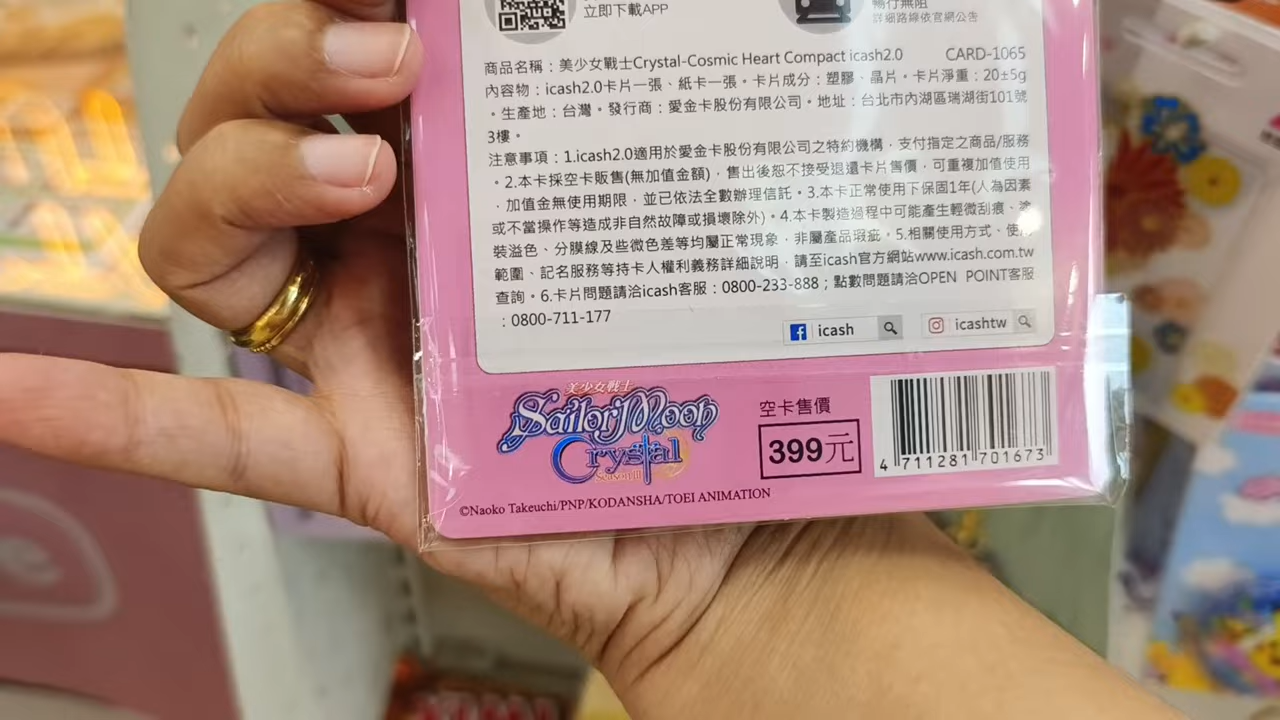 立即下載APP
暢行無阻
詳細路線依官網公告
商品名稱：美少女戰士Crystal-Cosmic Heart Compact icash2.0 CARD-1065
內容物：icash2.0卡片一張、紙卡一張。卡片成分：塑膠、晶片。卡片淨重：20±5g
。生產地：台灣。發行商：愛金卡股份有限公司。地址：台北市內湖區瑞湖街101號
3樓。
注意事項：1.icash2.0適用於愛金卡股份有限公司之特約機構，支付指定之商品/服務
。2.本卡採空卡販售(無加值金額)，售出後恕不接受退還卡片售價，可重複加值使用
、加值金無使用期限，並已依法全數辦理信託。3.本卡正常使用下保固1年(人為因素
或不當操作等造成非自然故障或損壞除外)。4.本卡製造過程中可能產生輕微刮痕、塗
裝溢色、分膜線及些微色差等均屬正常現象，非屬產品瑕疵。5.相關使用方式、使用
範圍、記名服務等持卡人權利義務詳細說明，請至icash官方網站www.icash.com.tw
查詢。6.卡片問題請洽icash客服：0800-233-888；點數問題請洽OPEN POINT客服
：0800-711-177
icash
icashtw
美少女戰士
Sailor Moon
Crystal
Season III
空卡售價
399元
4 711281 701673
©Naoko Takeuchi/PNP/KODANSHA/TOEI ANIMATION